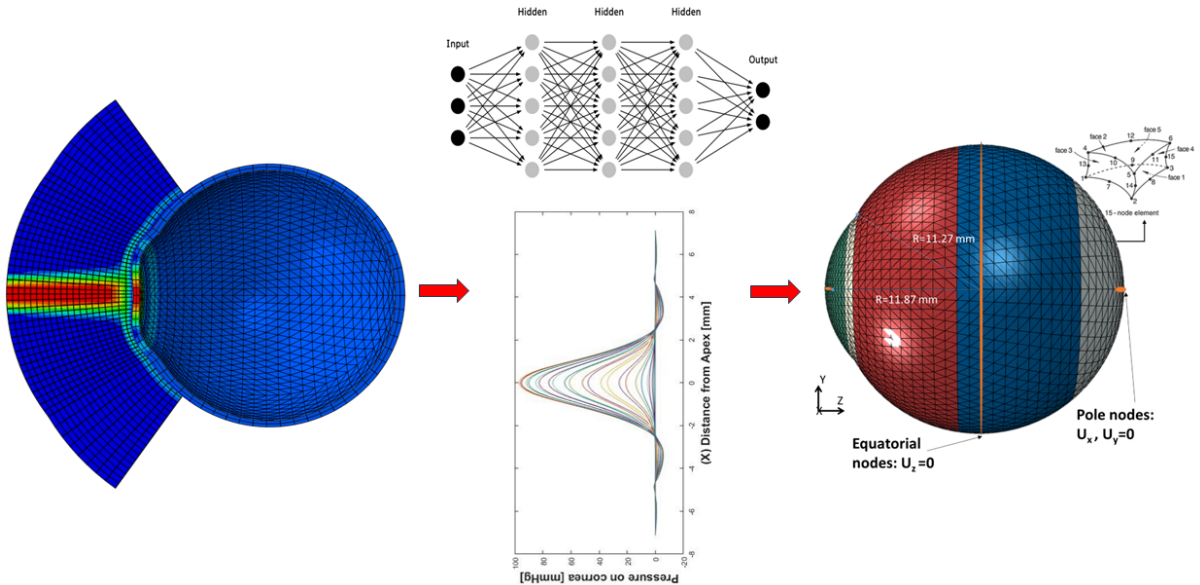 Input
Hidden
Hidden
Hidden
Output
(X) Distance from Apex [mm]
8
6
4
2
0
-2
-4
-6
-8
Pressure on cornea [mmHg]
100
80
60
40
20
0
-20
R=11.27 mm
R=11.87 mm
Y
X
Z
Equatorial
nodes: Uz=0
Pole nodes:
Ux, Uy=0
face 2
12
face 5
6
4
face 3
face 4
9
11
15
10
13
5
3
1
14
face 1
7
8
2
15 - node element